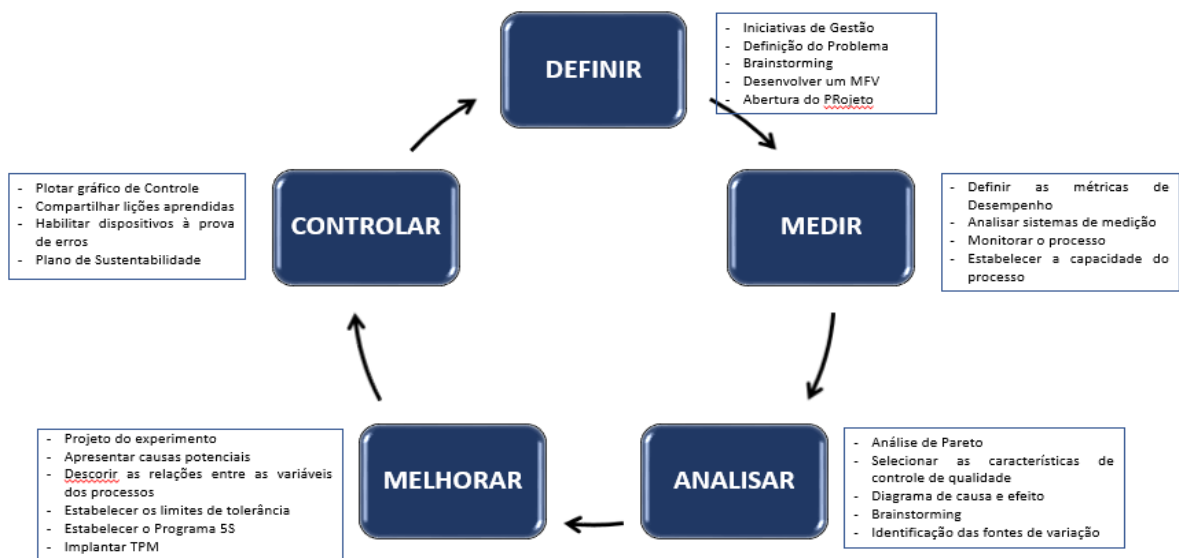 DEFINIR
- Iniciativas de Gestão
- Definição do Problema
- Brainstorming
- Desenvolver um MFV
- Abertura do PRojeto
MEDIR
- Definir as métricas de
Desempenho
- Analisar sistemas de medição
- Monitorar o processo
- Estabelecer a capacidade do
processo
ANALISAR
- Análise de Pareto
- Selecionar as características de
controle de qualidade
- Diagrama de causa e efeito
- Brainstorming
- Identificação das fontes de variação
MELHORAR
- Projeto do experimento
- Apresentar causas potenciais
- Descorir as relações entre as variáveis
dos processos
- Estabelecer os limites de tolerância
- Estabelecer o Programa 5S
- Implantar TPM
CONTROLAR
- Plotar gráfico de Controle
- Compartilhar lições aprendidas
- Habilitar dispositivos à prova
de erros
- Plano de Sustentabilidade